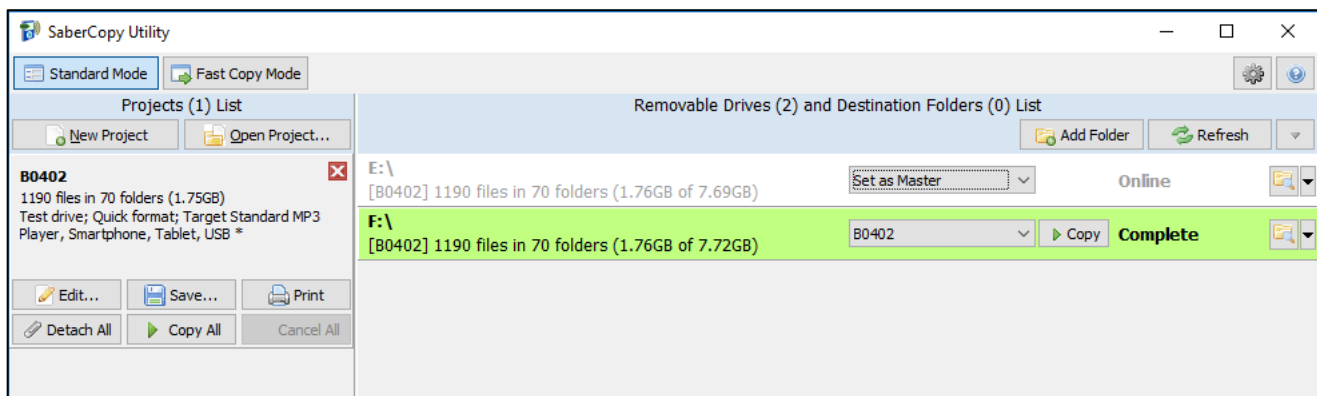 SaberCopy Utility
Standard Mode
Fast Copy Mode
Projects (1) List
New Project
Open Project...
B0402
1190 files in 70 folders (1.75GB)
Test drive; Quick format; Target Standard MP3
Player, Smartphone, Tablet, USB *
Edit...
Save...
Print
Detach All
Copy All
Cancel All
Removable Drives (2) and Destination Folders (0) List
Add Folder
Refresh
E:\
[B0402] 1190 files in 70 folders (1.76GB of 7.69GB)
Set as Master
Online
F:\
[B0402] 1190 files in 70 folders (1.76GB of 7.72GB)
B0402
Copy
Complete